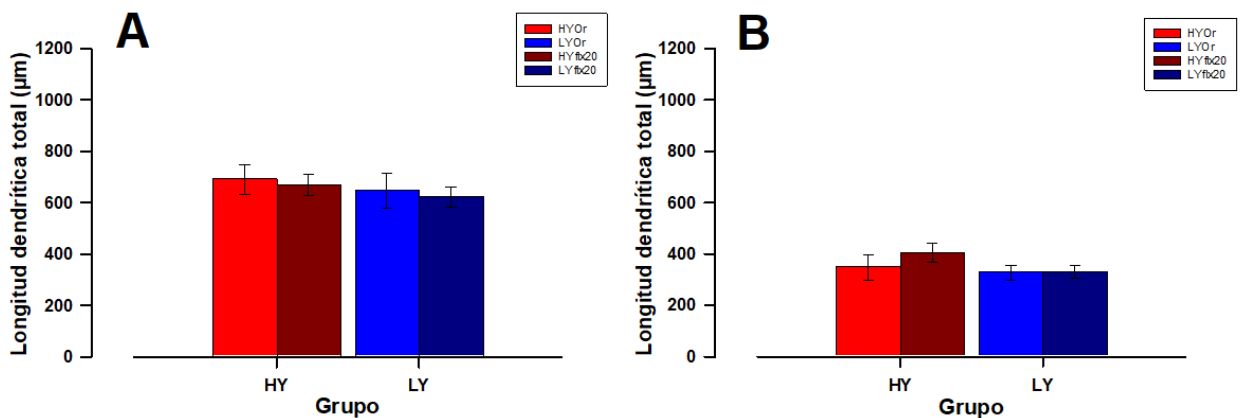 A
HYOr
LYOr
HYflx20
LYflx20
Longitud dendrítica total (µm)
1200
1000
800
600
400
200
0
HY
LY
Grupo
B
HYOr
LYOr
HYflx20
LYflx20
Longitud dendrítica total (µm)
1200
1000
800
600
400
200
0
HY
LY
Grupo